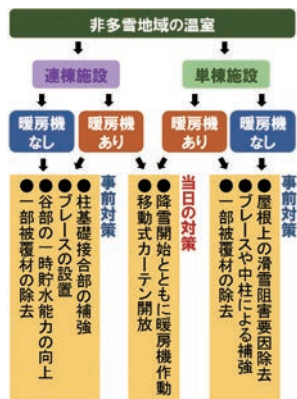 非多雪地域の温室
連棟施設
単棟施設
暖房機
なし
暖房機
あり
暖房機
あり
暖房機
なし
事前対策
●柱基礎接合部の補強
●ブレースの設置
●谷部の一時貯水能力の向上
●一部被覆材の除去
当日の対策
●降雪開始とともに暖房機作動
●移動式カーテン開放
事前対策
●屋根上の滑雪阻害要因除去
●ブレースや中柱による補強
●一部被覆材の除去